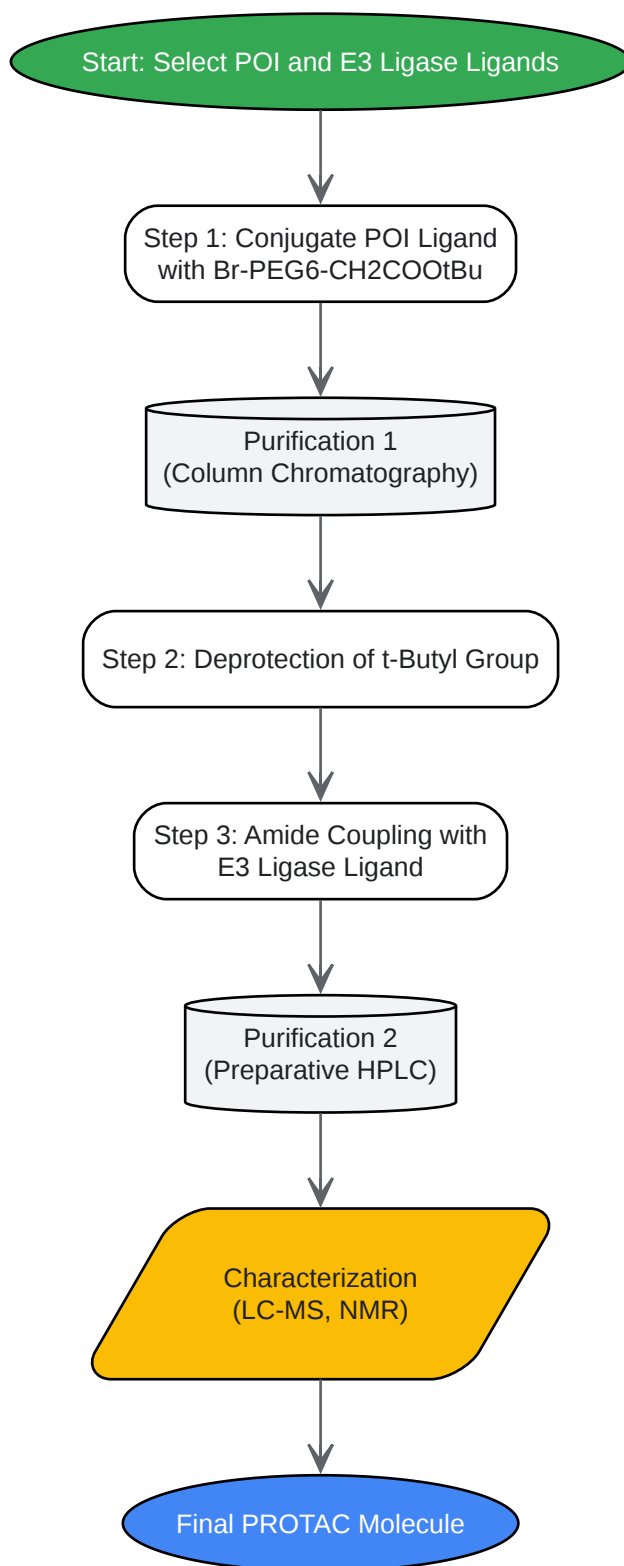 Start: Select POI and E3 Ligase Ligands
Step 1: Conjugate POI Ligand
with Br-PEG6-CH2COOtBu
Purification 1
(Column Chromatography)
Step 2: Deprotection of t-Butyl Group
Step 3: Amide Coupling with
E3 Ligase Ligand
Purification 2
(Preparative HPLC)
Characterization
(LC-MS, NMR)
Final PROTAC Molecule